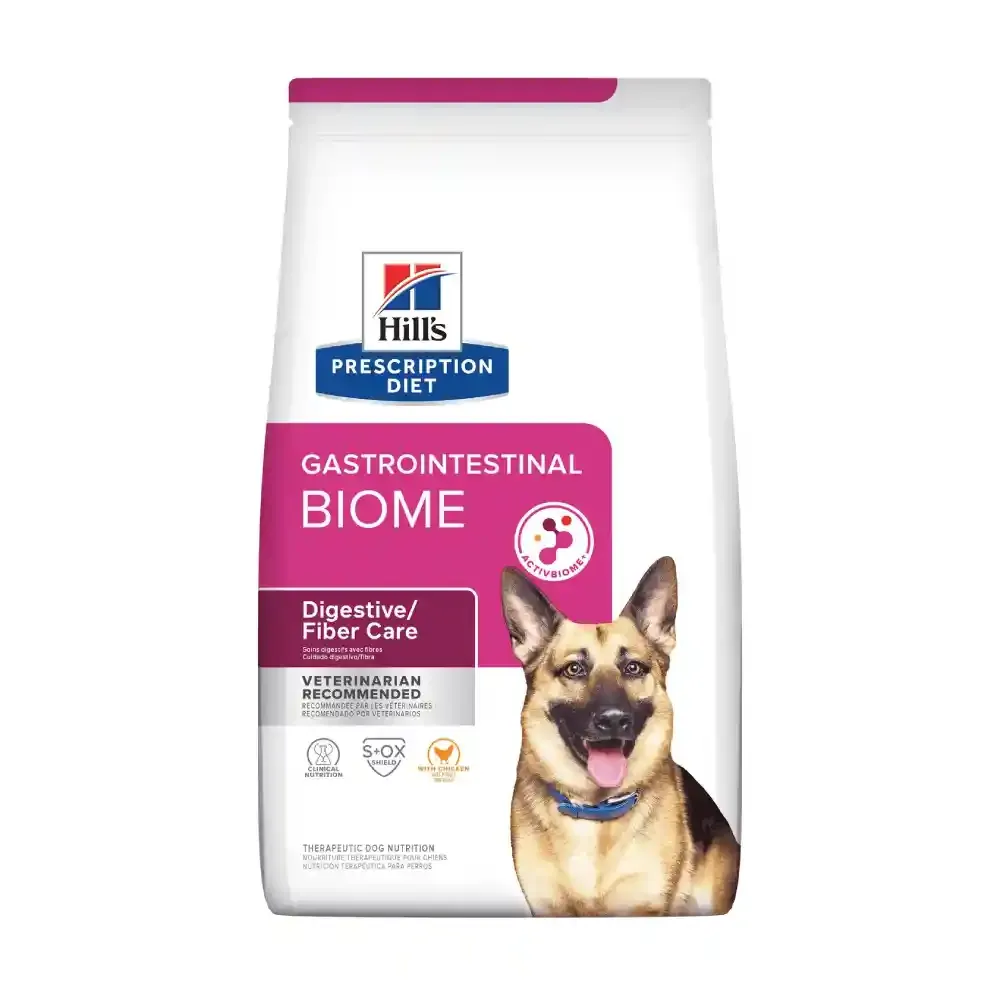 Hill's
PRESCRIPTION
DIET
GASTROINTESTINAL
BIOME
ACTIVBIOME+
Digestive/
Fiber Care
Soins digestifs avec fibres
Cuidado digestivo/fibra
VETERINARIAN
RECOMMENDED
RECOMMANDÉE PAR LES VÉTÉRINAIRES
RECOMENDADO POR VETERINARIOS
CLINICAL
NUTRITION
S+OX
SHIELD
WITH CHICKEN
THERAPEUTIC DOG NUTRITION
NOURRITURE THÉRAPEUTIQUE POUR CHIENS
NUTRICIÓN TERAPÉUTICA PARA PERROS